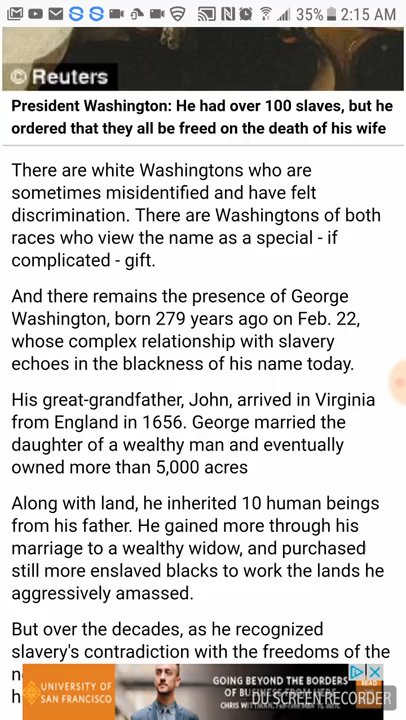 35% 2:15 AM
© Reuters
President Washington: He had over 100 slaves, but he
ordered that they all be freed on the death of his wife
There are white Washingtons who are
sometimes misidentified and have felt
discrimination. There are Washingtons of both
races who view the name as a special - if
complicated - gift.
And there remains the presence of George
Washington, born 279 years ago on Feb. 22,
whose complex relationship with slavery
echoes in the blackness of his name today.
His great-grandfather, John, arrived in Virginia
from England in 1656. George married the
daughter of a wealthy man and eventually
owned more than 5,000 acres
Along with land, he inherited 10 human beings
from his father. He gained more through his
marriage to a wealthy widow, and purchased
still more enslaved blacks to work the lands he
aggressively amassed.
But over the decades, as he recognized
slavery's contradiction with the freedoms of the
UNIVERSITY OF
SAN FRANCISCO
GOING BEYOND THE BORDERS
OF BUSINESS FROM HERE
CHRIS
READ
DU SCREEN RECORDER